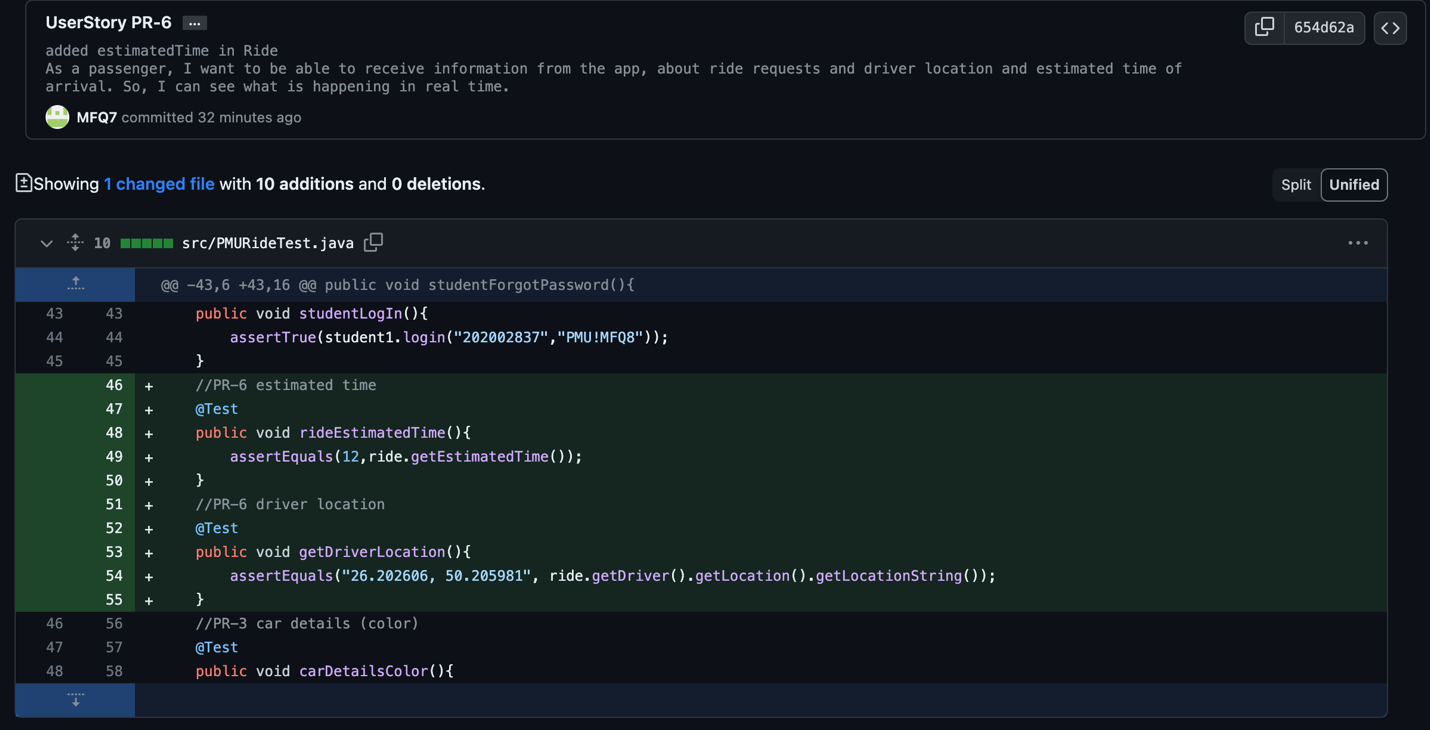 UserStory PR-6 ...
654d62a
added estimatedTime in Ride
As a passenger, I want to be able to receive information from the app, about ride requests and driver location and estimated time of
arrival. So, I can see what is happening in real time.
MFQ7 committed 32 minutes ago
Showing 1 changed file with 10 additions and 0 deletions.
Split Unified
10 src/PMURideTest.java
@@ -43,6 +43,16 @@ public void studentForgotPassword(){
43 43 public void studentLogIn(){
44 44 assertTrue(student1.login("202002837","PMU!MFQ8"));
45 45 }
46 + //PR-6 estimated time
47 + @Test
48 + public void rideEstimatedTime(){
49 + assertEquals(12,ride.getEstimatedTime());
50 + }
51 + //PR-6 driver location
52 + @Test
53 + public void getDriverLocation(){
54 + assertEquals("26.202606, 50.205981", ride.getDriver().getLocation().getLocationString());
55 + }
46 56 //PR-3 car details (color)
47 57 @Test
48 58 public void carDetailsColor(){